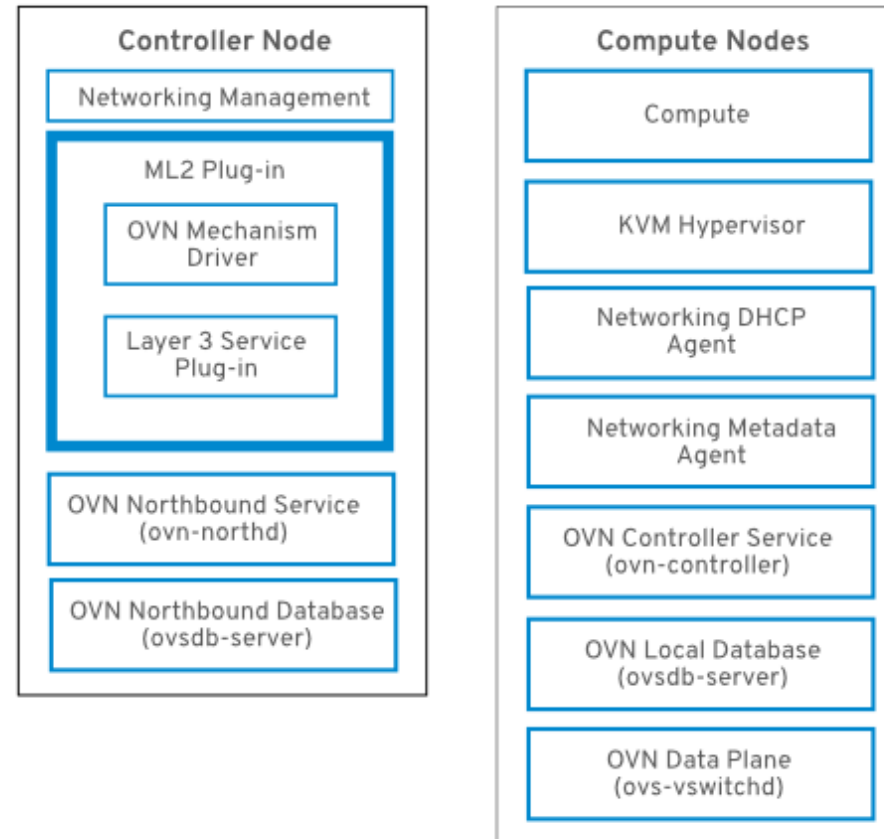 Controller Node
Networking Management
ML2 Plug-in
OVN Mechanism
Driver
Layer 3 Service
Plug-in
OVN Northbound Service
(ovn-northd)
OVN Northbound Database
(ovsdb-server)
Compute Nodes
Compute
KVM Hypervisor
Networking DHCP
Agent
Networking Metadata
Agent
OVN Controller Service
(ovn-controller)
OVN Local Database
(ovsdb-server)
OVN Data Plane
(ovs-vswitchd)